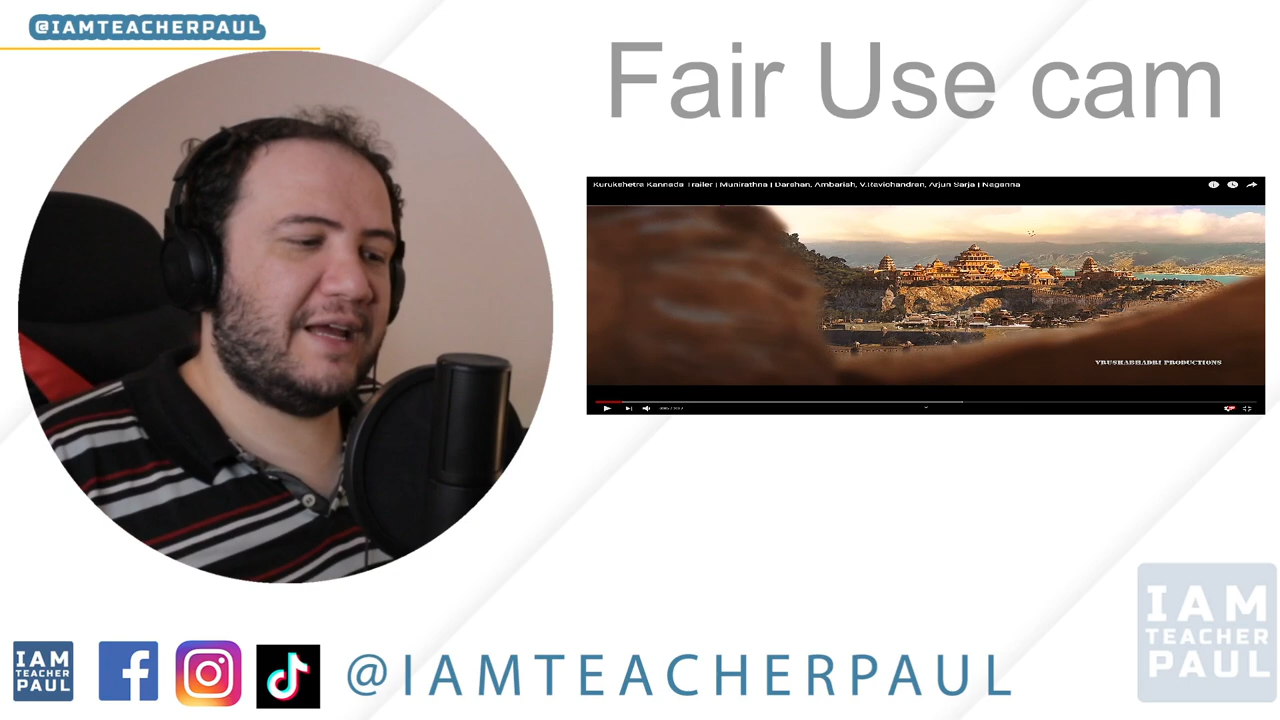 @IAMTEACHERPAUL
Fair Use cam
Kurukshetra Kannada Trailer | Munirathna | Darshan, Ambarish, V.Ravichandran, Arjun Sarja | Naganna
VRUSHABHADRI PRODUCTIONS
IAM
TEACHER
PAUL
@IAMTEACHERPAUL
IAM
TEACHER
PAUL